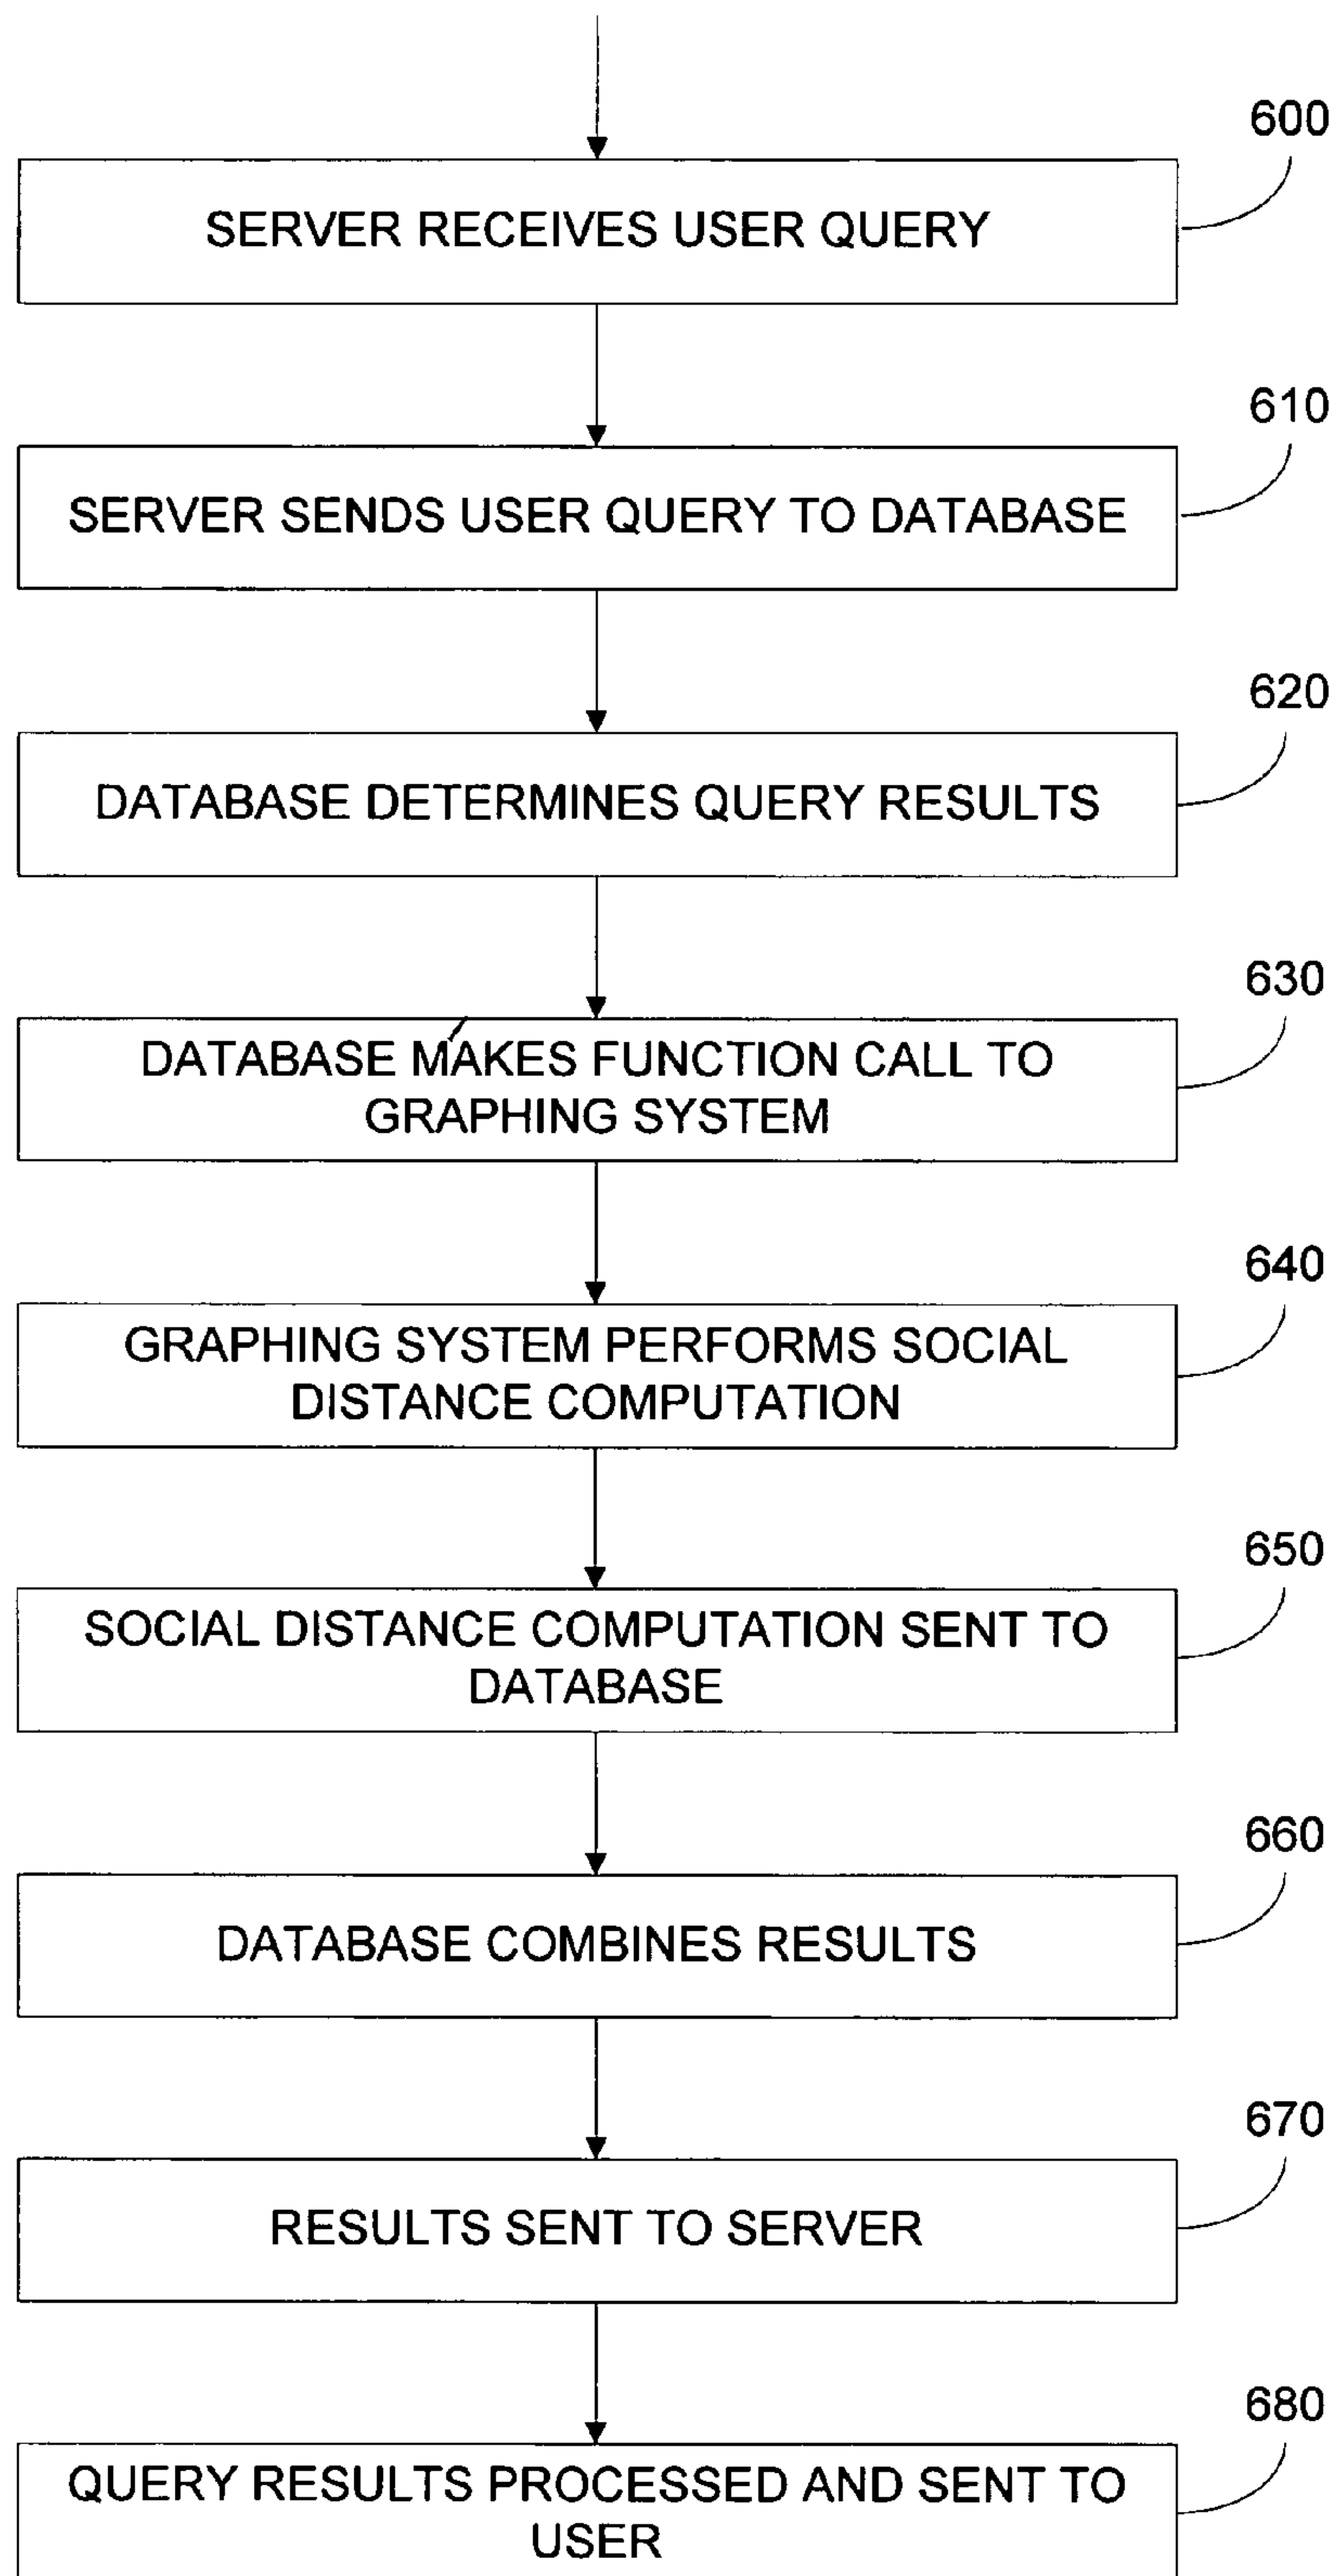 600
SERVER RECEIVES USER QUERY
610
SERVER SENDS USER QUERY TO DATABASE
620
DATABASE DETERMINES QUERY RESULTS
630
DATABASE MAKES FUNCTION CALL TO
GRAPHING SYSTEM
640
GRAPHING SYSTEM PERFORMS SOCIAL
DISTANCE COMPUTATION
650
SOCIAL DISTANCE COMPUTATION SENT TO
DATABASE
660
DATABASE COMBINES RESULTS
670
RESULTS SENT TO SERVER
680
QUERY RESULTS PROCESSED AND SENT TO
USER